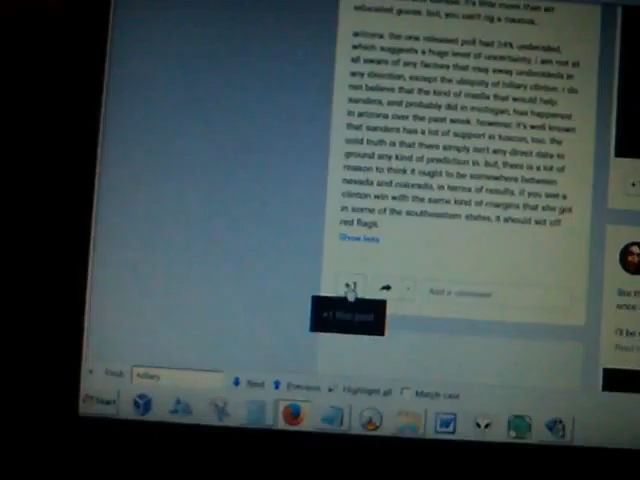 educated guess. but, you can't rig a caucus.
arizona: the one released poll had 24% undecided,
which suggests a huge level of uncertainty. i am not at
all aware of any factors that may sway undecideds in
any direction, except the ubiquity of hillary clinton. i do
not believe that the kind of media that would help
sanders, and probably did in michigan, has happened
in arizona over the past week. however, it's well known
that sanders has a lot of support in tuscon, too. the
cold truth is that there simply isn't any direct data to
ground any kind of prediction in. but, there is a lot of
reason to think it ought to be somewhere between
nevada and colorado, in terms of results. if you see a
clinton win with the same kind of margins that she got
in some of the southeastern states, it should set off
red flags.
Show less
+1
Add a comment...
+1 this post
once
i'll be
Read
Find: hillary Next Previous Highlight all Match case
Start